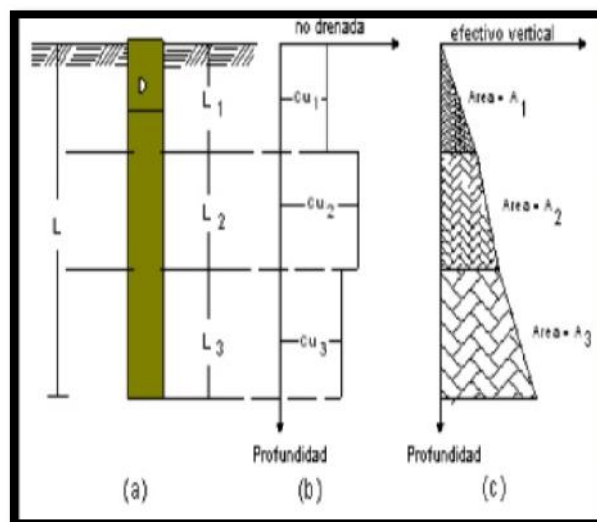 no drenada
efectivo vertical
D
L
L1
L2
L3
cu1
cu2
cu3
Area = A1
Area = A2
Area = A3
Profundidad
Profundidad
(a)
(b)
(c)